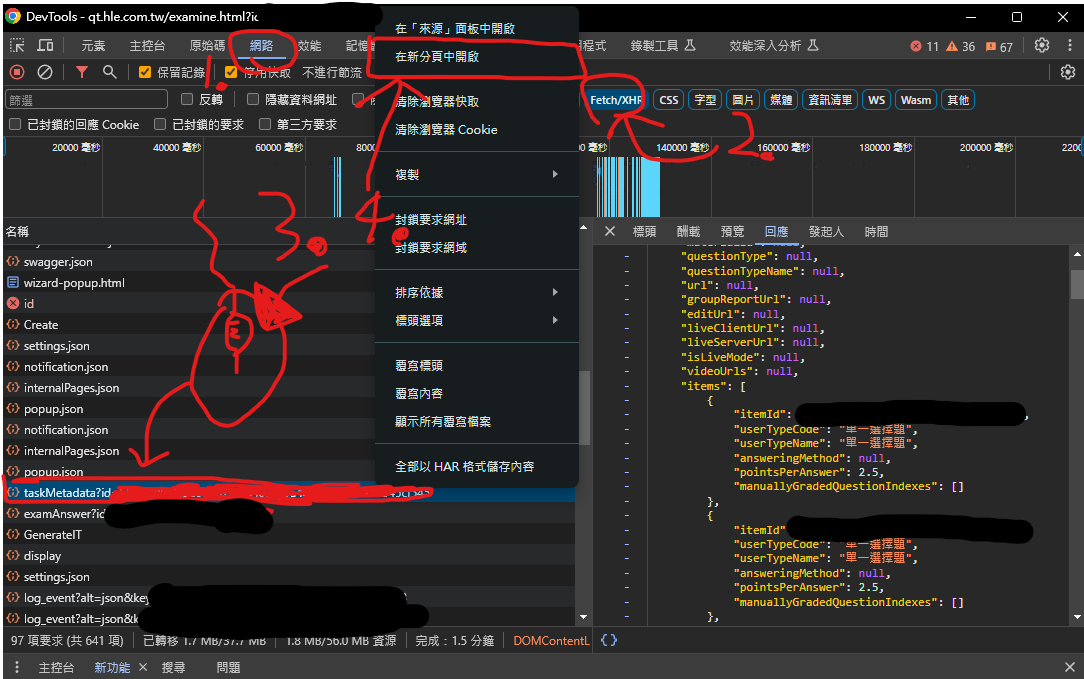 DevTools - qt.hle.com.tw/examine.html?id
元素 主控台 原始碼 網路 效能 記憶 用程式 錄製工具 效能深入分析 11 36 67
保留記錄 停用快取 不進行節流
篩選 反轉 隱藏資料網址 Fetch/XHR CSS 字型 圖片 媒體 資訊清單 WS Wasm 其他
已封鎖的回應 Cookie 已封鎖的要求 第三方要求
20000 毫秒 40000 毫秒 60000 毫秒 140000 毫秒 160000 毫秒 180000 毫秒 200000 毫秒
1.
2.
3.
4.
在「來源」面板中開啟
在新分頁中開啟
清除瀏覽器快取
清除瀏覽器 Cookie
複製
封鎖要求網址
封鎖要求網域
排序依據
標頭選項
覆寫標頭
覆寫內容
顯示所有覆寫檔案
全部以 HAR 格式儲存內容
名稱
swagger.json
wizard-popup.html
id
Create
settings.json
notification.json
internalPages.json
popup.json
notification.json
internalPages.json
popup.json
taskMetadata?id
examAnswer?id
GenerateIT
display
settings.json
log_event?alt=json&key
log_event?alt=json&k
標頭 酬載 預覽 回應 發起人 時間
- "questionType": null,
- "questionTypeName": null,
- "url": null,
- "groupReportUrl": null,
- "editUrl": null,
- "liveClientUrl": null,
- "liveServerUrl": null,
- "isLiveMode": null,
- "videoUrls": null,
- "items": [
- {
- "itemId": ,
- "userTypeCode": "單一選擇題",
- "userTypeName": "單一選擇題",
- "answeringMethod": null,
- "pointsPerAnswer": 2.5,
- "manuallyGradedQuestionIndexes": []
- },
- {
- "itemId"
- "userTypeCode": "單一選擇題",
- "userTypeName": "單一選擇題",
- "answeringMethod": null,
- "pointsPerAnswer": 2.5,
- "manuallyGradedQuestionIndexes": []
- },
97 項要求 (共 641 項) 已轉移 1.7 MB/37.7 MB 1.8 MB/56.0 MB 資源 完成：1.5 分鐘 DOMContentL {}
主控台 新功能 搜尋 問題